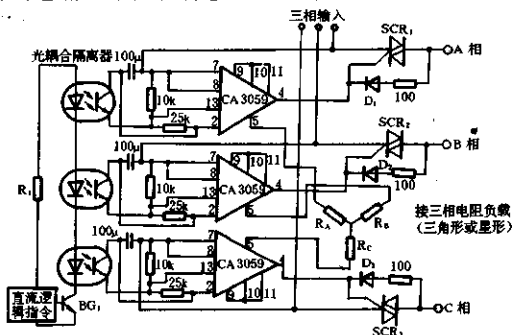 三相输入
光耦合隔离器
100μ
SCR₁
A 相
7
9
10
11
8
10k
13
CA 3059
4
D₁
100
25k
2
5
SCR₂
B 相
100μ
7
9
10
11
8
10k
13
CA 3059
4
D₂
100
25k
2
5
R₁
R_A
R_B
接三相电阻负载
(三角形或星形)
100μ
7
5
8
R_C
10k
13
CA 3059
4
D₃
100
25k
2
9
10
11
直流逻
辑指令
BG₁
C 相